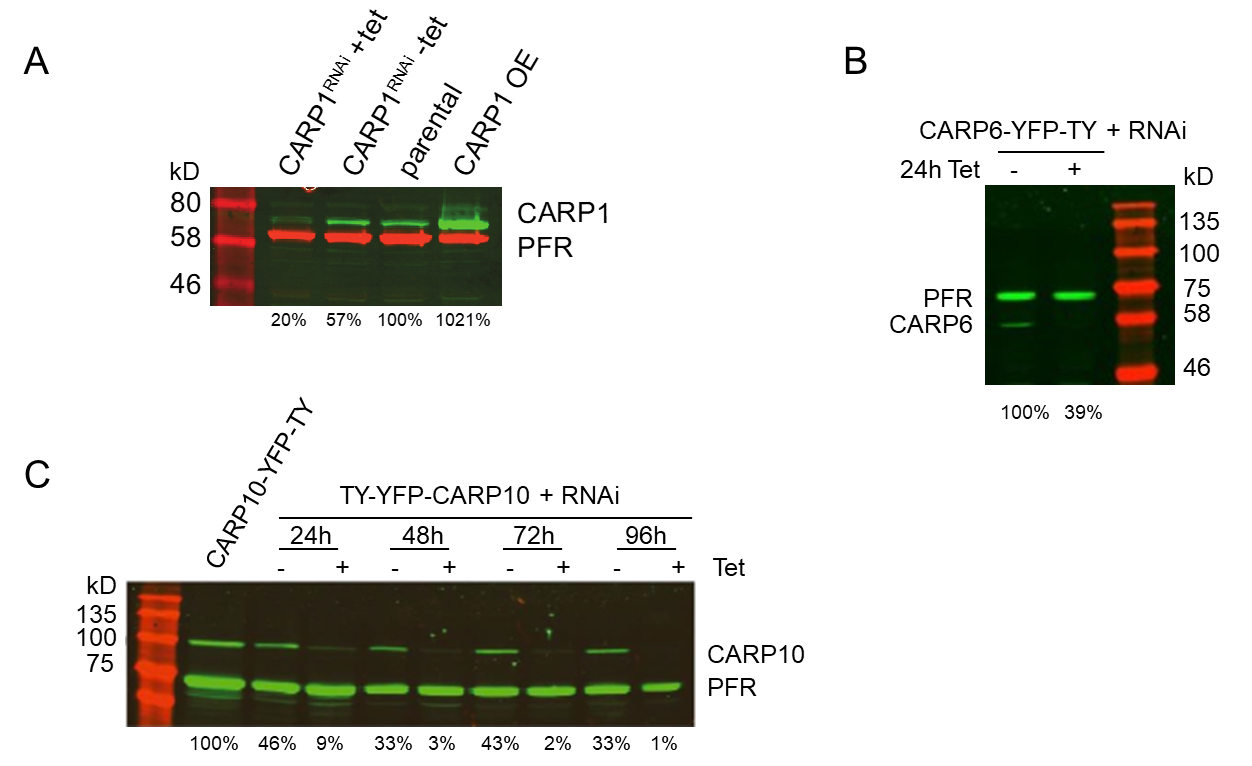 A
CARP1RNAi +tet
CARP1RNAi -tet
parental
CARP1 OE
kD
80
58
46
CARP1
PFR
20% 57% 100% 1021%
B
CARP6-YFP-TY + RNAi
24h Tet - +
kD
135
100
75
58
46
PFR
CARP6
100% 39%
C
CARP10-YFP-TY
TY-YFP-CARP10 + RNAi
24h 48h 72h 96h
- + - + - + - + Tet
kD
135
100
75
CARP10
PFR
100% 46% 9% 33% 3% 43% 2% 33% 1%